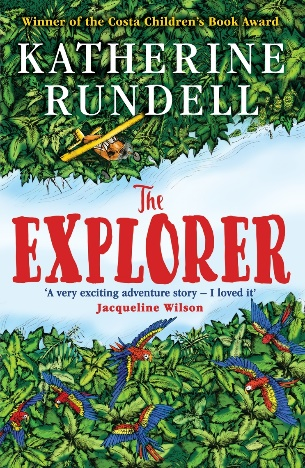 Winner of the Costa Children's Book Award
KATHERINE
RUNDELL
The
EXPLORER
‘A very exciting adventure story – I loved it’
Jacqueline Wilson